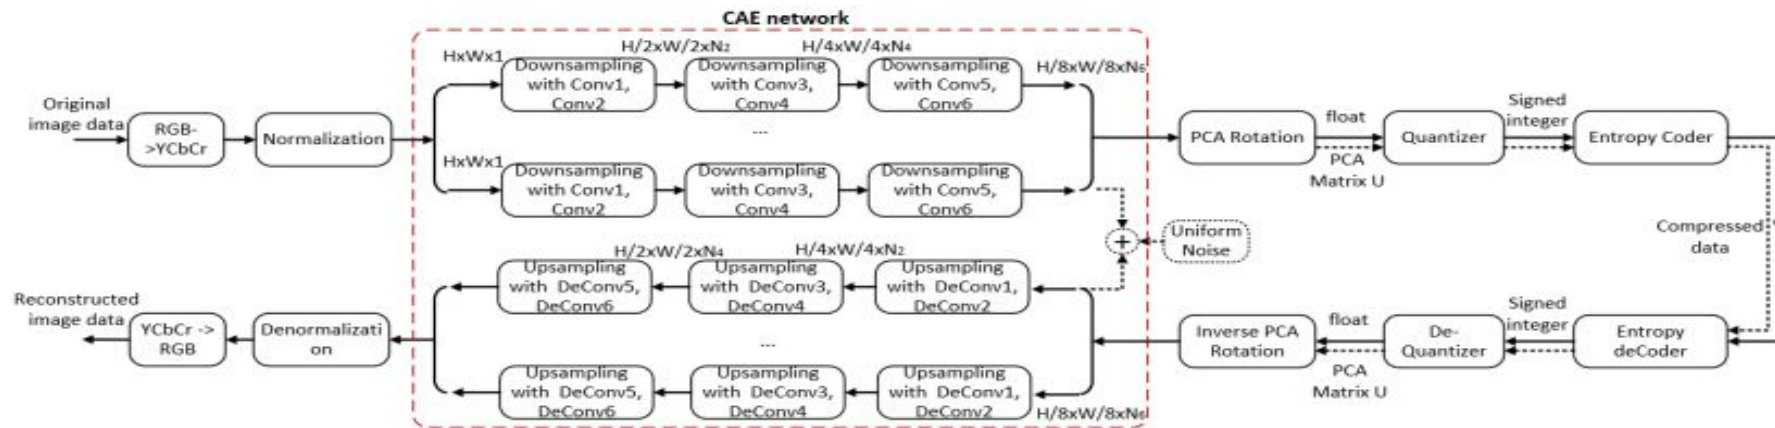 CAE network
Original
image data
RGB-
>YCbCr
Normalization
HxWx1
H/2xW/2xN₂
H/4xW/4xN₄
H/8xW/8xN₆
Downsampling
with Conv1,
Conv2
Downsampling
with Conv3,
Conv4
Downsampling
with Conv5,
Conv6
...
HxWx1
Downsampling
with Conv1,
Conv2
Downsampling
with Conv3,
Conv4
Downsampling
with Conv5,
Conv6
PCA Rotation
float
PCA
Matrix U
Quantizer
Signed
integer
Entropy Coder
+
Uniform
Noise
Compressed
data
H/2xW/2xN₄
H/4xW/4xN₂
Upsampling
with DeConv5,
DeConv6
Upsampling
with DeConv3,
DeConv4
Upsampling
with DeConv1,
DeConv2
...
Upsampling
with DeConv5,
DeConv6
Upsampling
with DeConv3,
DeConv4
Upsampling
with DeConv1,
DeConv2
H/8xW/8xN₆
Reconstructed
image data
YCbCr ->
RGB
Denormalizati
on
Inverse PCA
Rotation
float
PCA
Matrix U
De-
Quantizer
Signed
integer
Entropy
deCoder